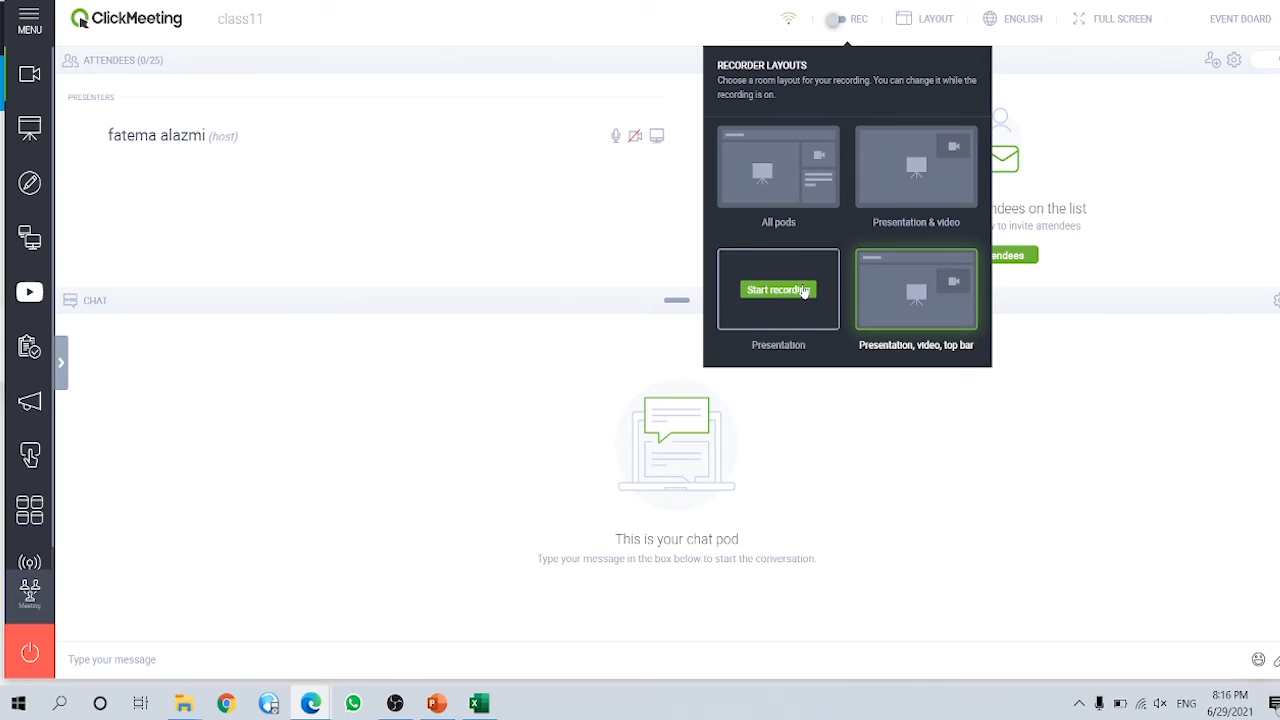 MENU
ClickMeeting
class11
REC
LAYOUT
ENGLISH
FULL SCREEN
EVENT BOARD
ATTENDEES (0/25)
PRESENTERS
fatema alazmi (host)
RECORDER LAYOUTS
Choose a room layout for your recording. You can change it while the
recording is on.
All pods
Presentation & video
Start recording
Presentation
Presentation, video, top bar
ndees on the list
to invite attendees
endees
CHAT
This is your chat pod
Type your message in the box below to start the conversation.
Meeting
Type your message
8:16 PM
ENG
6/29/2021